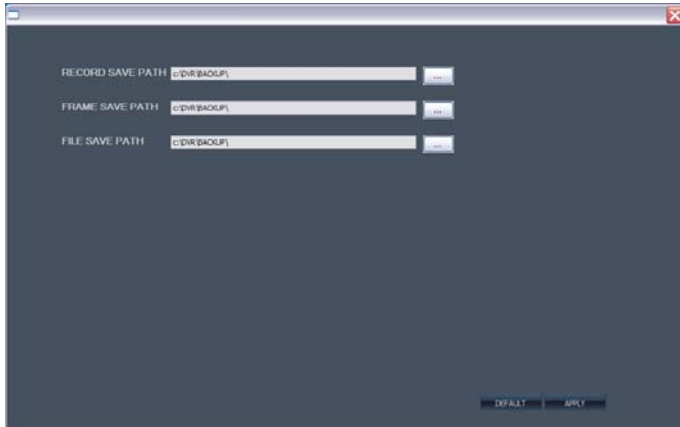 RECORD SAVE PATH c:\DVR\BACKUP\ ...
FRAME SAVE PATH c:\DVR\BACKUP\ ...
FILE SAVE PATH c:\DVR\BACKUP\ ...
DEFAULT APPLY